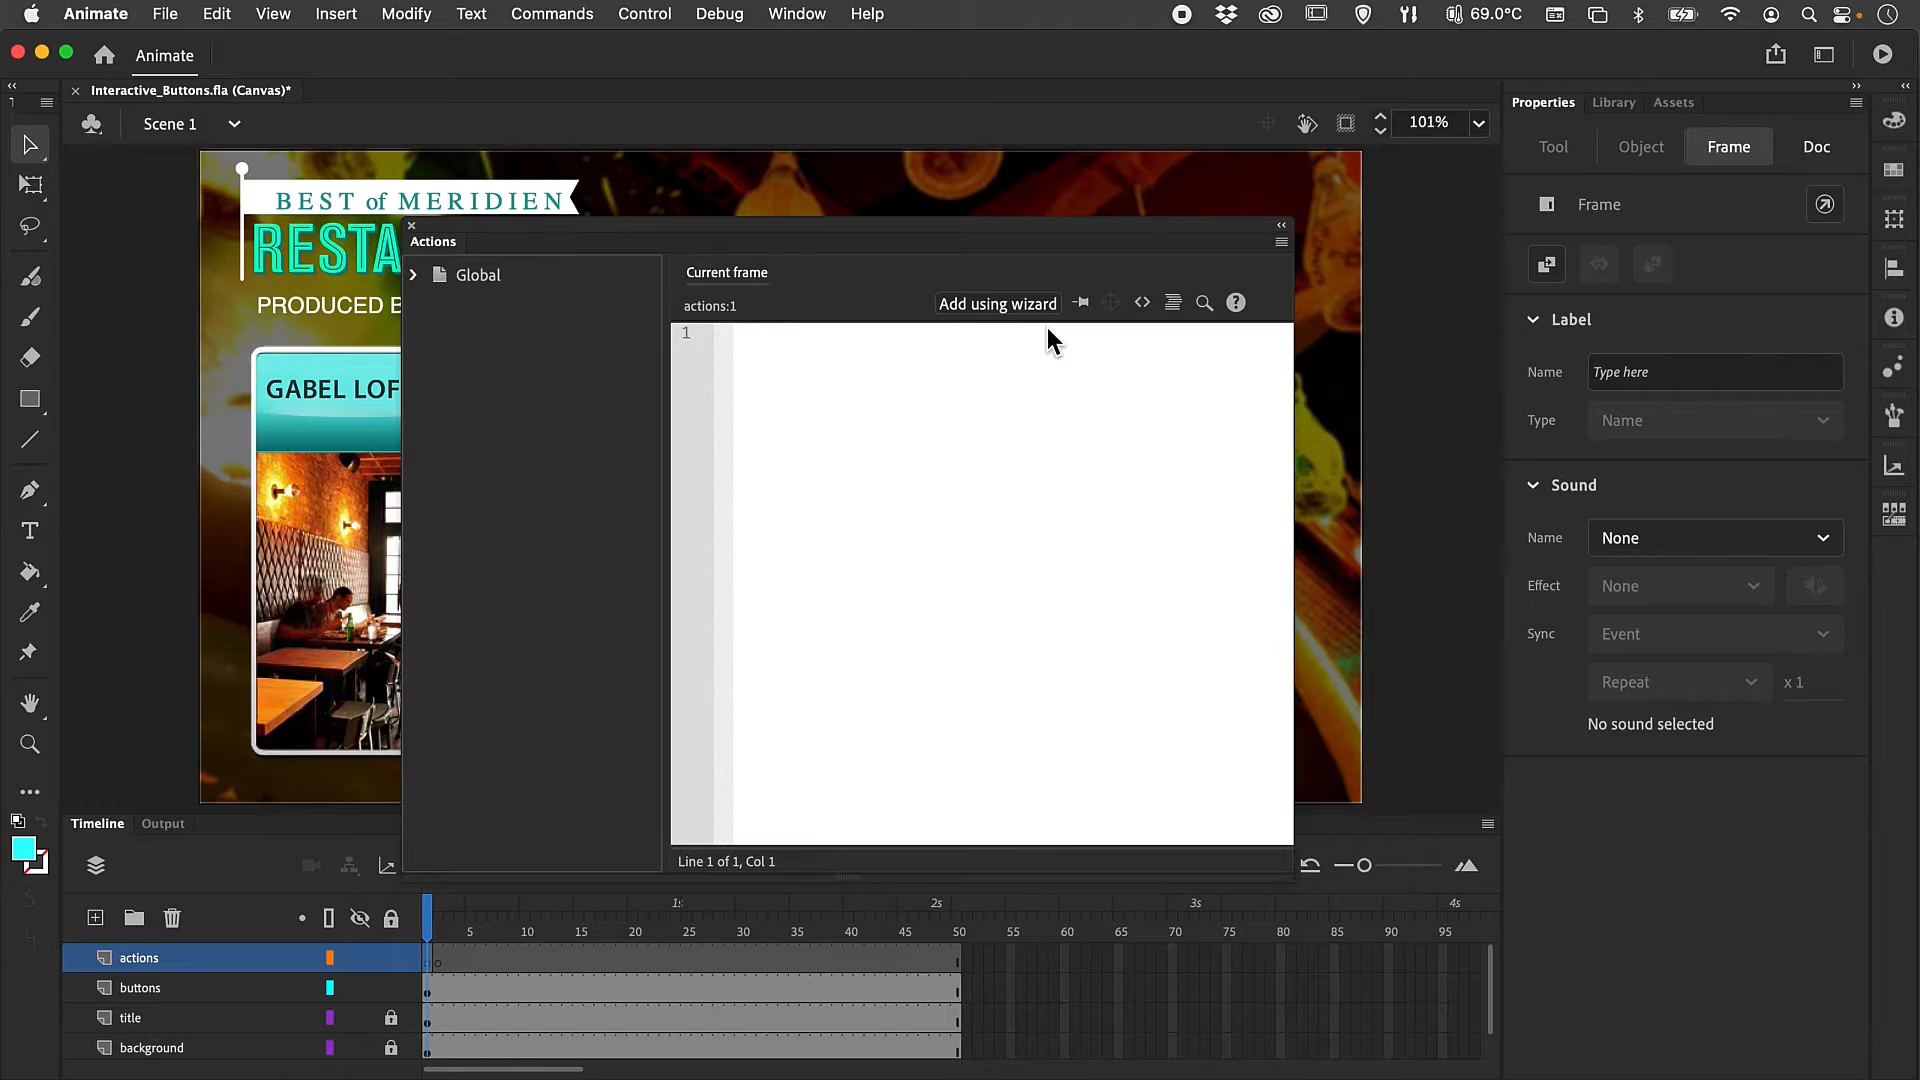 Animate File Edit View Insert Modify Text Commands Control Debug Window Help 69.0°C
Animate
Interactive_Buttons.fla (Canvas)*
Scene 1
101%
Properties Library Assets
Tool Object Frame Doc
Frame
Label
Name Type here
Type Name
Sound
Name None
Effect None
Sync Event
Repeat x 1
No sound selected
BEST of MERIDIEN
RESTA
PRODUCED B
GABEL LOF
Actions
Global
Current frame
actions:1
Add using wizard
1
Line 1 of 1, Col 1
Timeline Output
1s 2s 3s 4s
5 10 15 20 25 30 35 40 45 50 55 60 65 70 75 80 85 90 95
actions
buttons
title
background